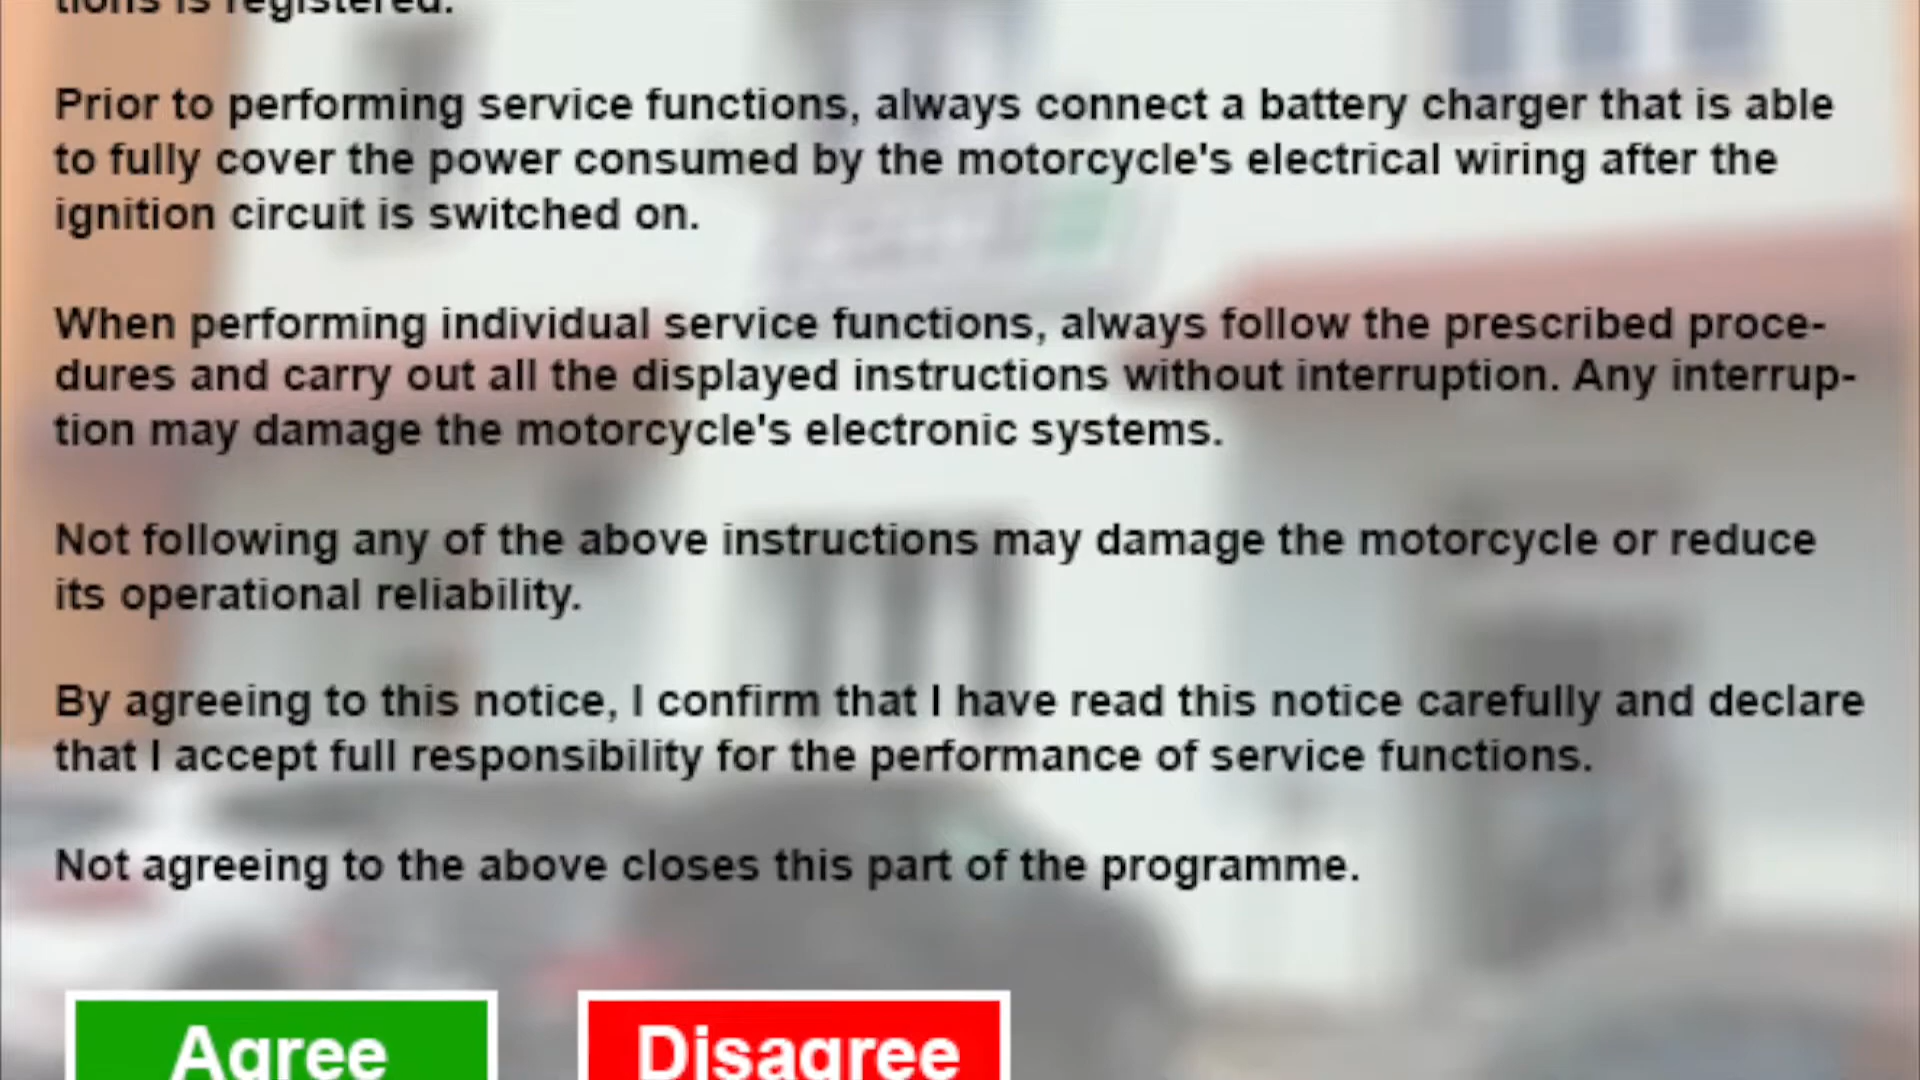 tions is registered.
Prior to performing service functions, always connect a battery charger that is able
to fully cover the power consumed by the motorcycle's electrical wiring after the
ignition circuit is switched on.
When performing individual service functions, always follow the prescribed proce-
dures and carry out all the displayed instructions without interruption. Any interrup-
tion may damage the motorcycle's electronic systems.
Not following any of the above instructions may damage the motorcycle or reduce
its operational reliability.
By agreeing to this notice, I confirm that I have read this notice carefully and declare
that I accept full responsibility for the performance of service functions.
Not agreeing to the above closes this part of the programme.
Agree
Disagree